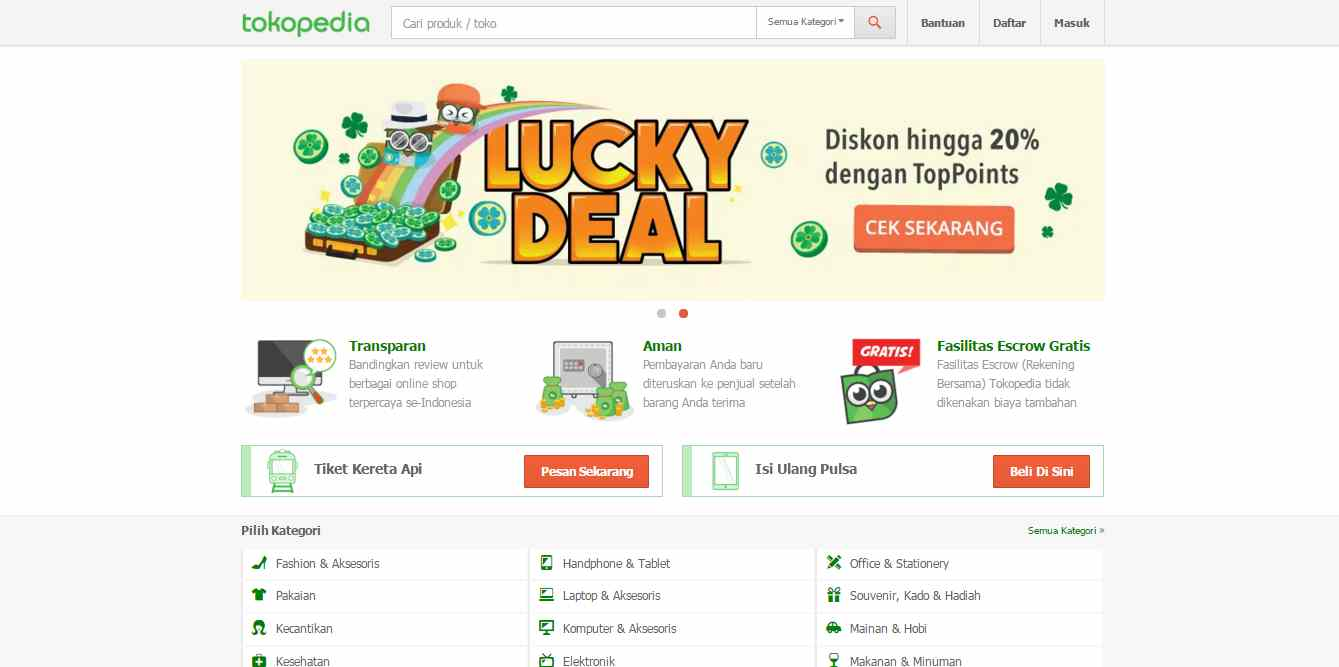 tokopedia
Cari produk / toko
Semua Kategori
Bantuan
Daftar
Masuk
LUCKY
DEAL
Diskon hingga 20%
dengan TopPoints
CEK SEKARANG
Transparan
Bandingkan review untuk
berbagai online shop
terpercaya se-Indonesia
Aman
Pembayaran Anda baru
diteruskan ke penjual setelah
barang Anda terima
GRATIS!
Fasilitas Escrow Gratis
Fasilitas Escrow (Rekening
Bersama) Tokopedia tidak
dikenakan biaya tambahan
Tiket Kereta Api
Pesan Sekarang
Isi Ulang Pulsa
Beli Di Sini
Pilih Kategori
Semua Kategori »
Fashion & Aksesoris
Handphone & Tablet
Office & Stationery
Pakaian
Laptop & Aksesoris
Souvenir, Kado & Hadiah
Kecantikan
Komputer & Aksesoris
Mainan & Hobi
Kesehatan
Elektronik
Makanan & Minuman